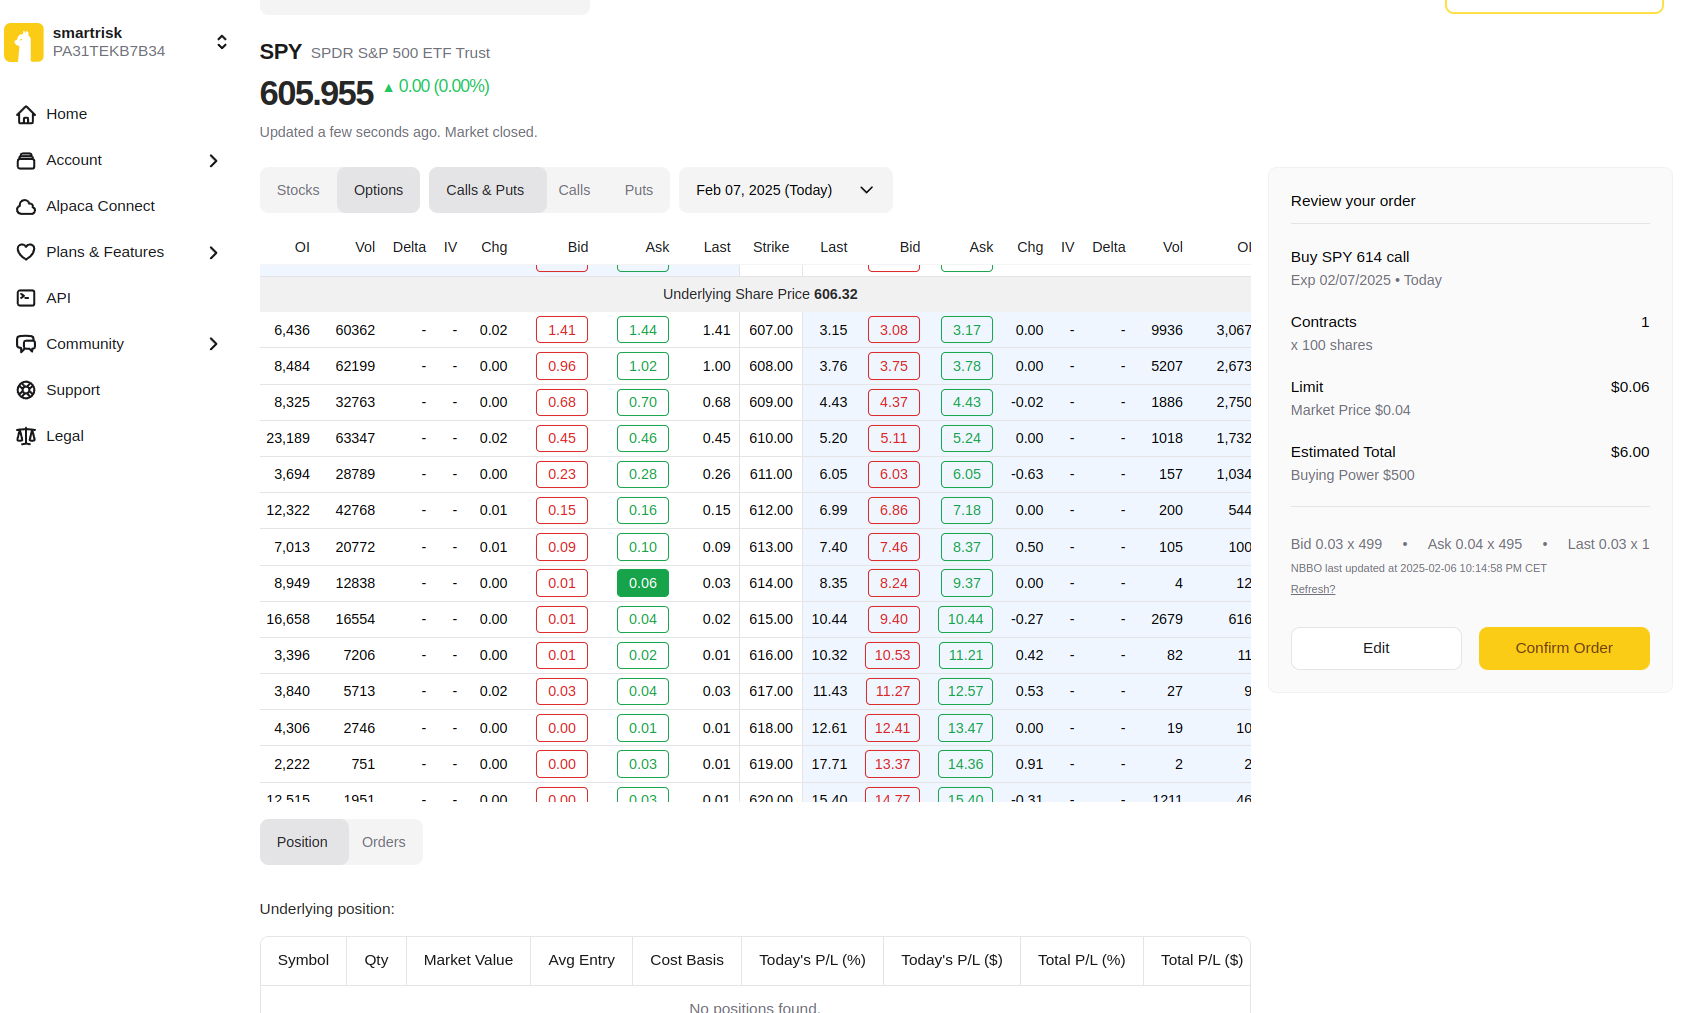 smartrisk
PA31TEKB7B34
Home
Account
Alpaca Connect
Plans & Features
API
Community
Support
Legal
SPY SPDR S&P 500 ETF Trust
605.955 ▲ 0.00 (0.00%)
Updated a few seconds ago. Market closed.
Stocks Options Calls & Puts Calls Puts Feb 07, 2025 (Today)
OI Vol Delta IV Chg Bid Ask Last Strike Last Bid Ask Chg IV Delta Vol OI
Underlying Share Price 606.32
6,436 60362 - - 0.02 1.41 1.44 1.41 607.00 3.15 3.08 3.17 0.00 - - 9936 3,067
8,484 62199 - - 0.00 0.96 1.02 1.00 608.00 3.76 3.75 3.78 0.00 - - 5207 2,673
8,325 32763 - - 0.00 0.68 0.70 0.68 609.00 4.43 4.37 4.43 -0.02 - - 1886 2,750
23,189 63347 - - 0.02 0.45 0.46 0.45 610.00 5.20 5.11 5.24 0.00 - - 1018 1,732
3,694 28789 - - 0.00 0.23 0.28 0.26 611.00 6.05 6.03 6.05 -0.63 - - 157 1,034
12,322 42768 - - 0.01 0.15 0.16 0.15 612.00 6.99 6.86 7.18 0.00 - - 200 544
7,013 20772 - - 0.01 0.09 0.10 0.09 613.00 7.40 7.46 8.37 0.50 - - 105 100
8,949 12838 - - 0.00 0.01 0.06 0.03 614.00 8.35 8.24 9.37 0.00 - - 4 12
16,658 16554 - - 0.00 0.01 0.04 0.02 615.00 10.44 9.40 10.44 -0.27 - - 2679 616
3,396 7206 - - 0.00 0.01 0.02 0.01 616.00 10.32 10.53 11.21 0.42 - - 82 11
3,840 5713 - - 0.02 0.03 0.04 0.03 617.00 11.43 11.27 12.57 0.53 - - 27 9
4,306 2746 - - 0.00 0.00 0.01 0.01 618.00 12.61 12.41 13.47 0.00 - - 19 10
2,222 751 - - 0.00 0.00 0.03 0.01 619.00 17.71 13.37 14.36 0.91 - - 2 2
12,515 1951 - - 0.00 0.00 0.03 0.01 620.00 15.40 14.77 15.40 -0.31 - - 1211 46
Position Orders
Underlying position:
Symbol Qty Market Value Avg Entry Cost Basis Today's P/L (%) Today's P/L ($) Total P/L (%) Total P/L ($)
No positions found.
Review your order
Buy SPY 614 call
Exp 02/07/2025 • Today
Contracts 1
x 100 shares
Limit $0.06
Market Price $0.04
Estimated Total $6.00
Buying Power $500
Bid 0.03 x 499 • Ask 0.04 x 495 • Last 0.03 x 1
NBBO last updated at 2025-02-06 10:14:58 PM CET
Refresh?
Edit Confirm Order